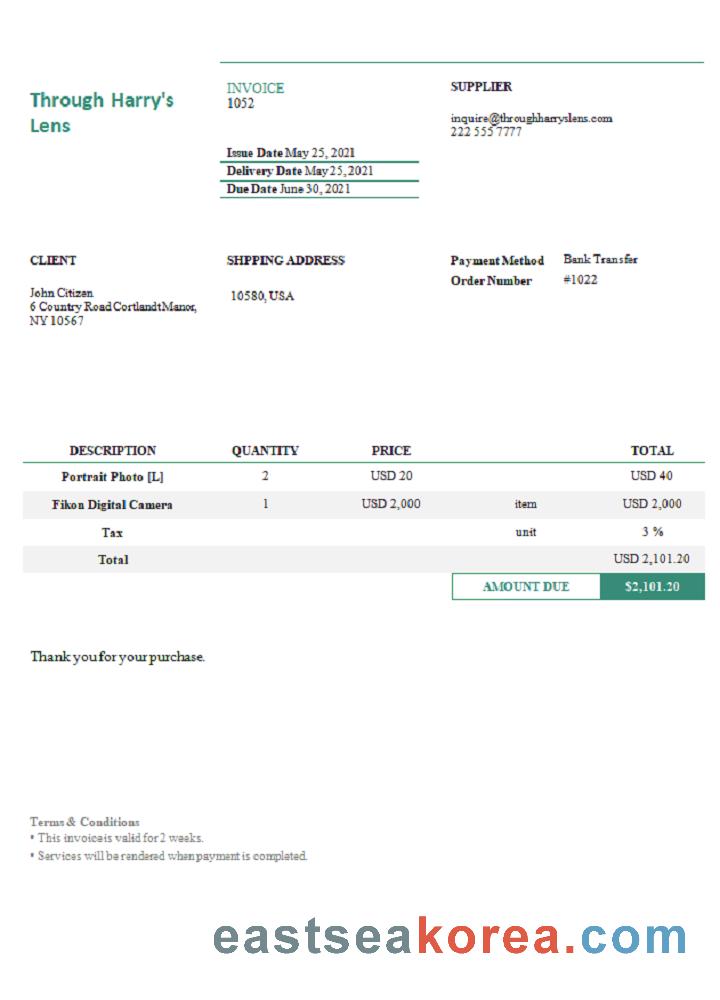 Through Harry's
Lens
INVOICE
1052
Issue Date May 25, 2021
Delivery Date May 25, 2021
Due Date June 30, 2021
SUPPLIER
inquire@throughharryslens.com
222 555 7777
CLIENT
John Citizen
6 Country Road Cortlandt Manor,
NY 10567
SHPPING ADDRESS
10580, USA
Payment Method Bank Transfer
Order Number #1022
DESCRIPTION QUANTITY PRICE TOTAL
Portrait Photo [L] 2 USD 20 USD 40
Fikon Digital Camera 1 USD 2,000 item USD 2,000
Tax unit 3 %
Total USD 2,101.20
AMOUNT DUE $2,101.20
Thank you for your purchase.
Terms & Conditions
• This invoice is valid for 2 weeks.
• Services will be rendered when payment is completed.
eastseakorea.com